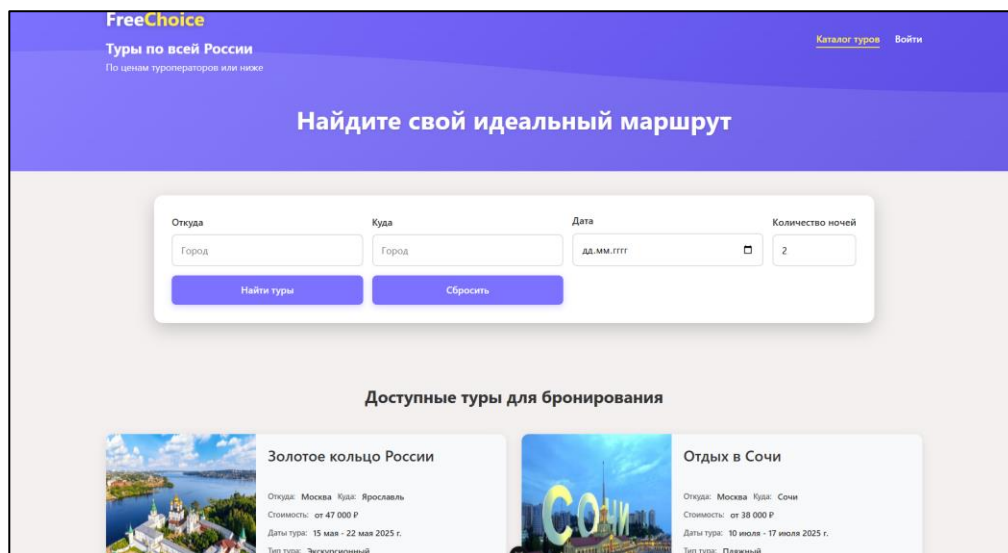 FreeChoice
Туры по всей России
По ценам туроператоров или ниже
Каталог туров Войти
Найдите свой идеальный маршрут
Откуда Куда Дата Количество ночей
Город Город дд.мм.гггг 2
Найти туры Сбросить
Доступные туры для бронирования
Золотое кольцо России
Откуда: Москва Куда: Ярославль
Стоимость: от 47 000 ₽
Даты тура: 15 мая - 22 мая 2025 г.
Тип тура: Экскурсионный
СОЧИ
Отдых в Сочи
Откуда: Москва Куда: Сочи
Стоимость: от 38 000 ₽
Даты тура: 10 июля - 17 июля 2025 г.
Тип тура: Пляжный